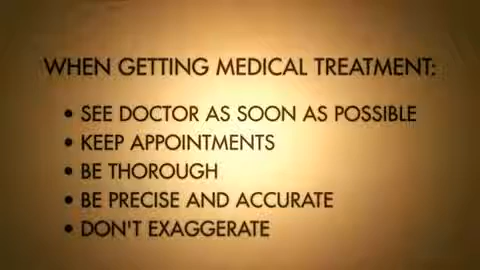 WHEN GETTING MEDICAL TREATMENT:
• SEE DOCTOR AS SOON AS POSSIBLE
• KEEP APPOINTMENTS
• BE THOROUGH
• BE PRECISE AND ACCURATE
• DON'T EXAGGERATE